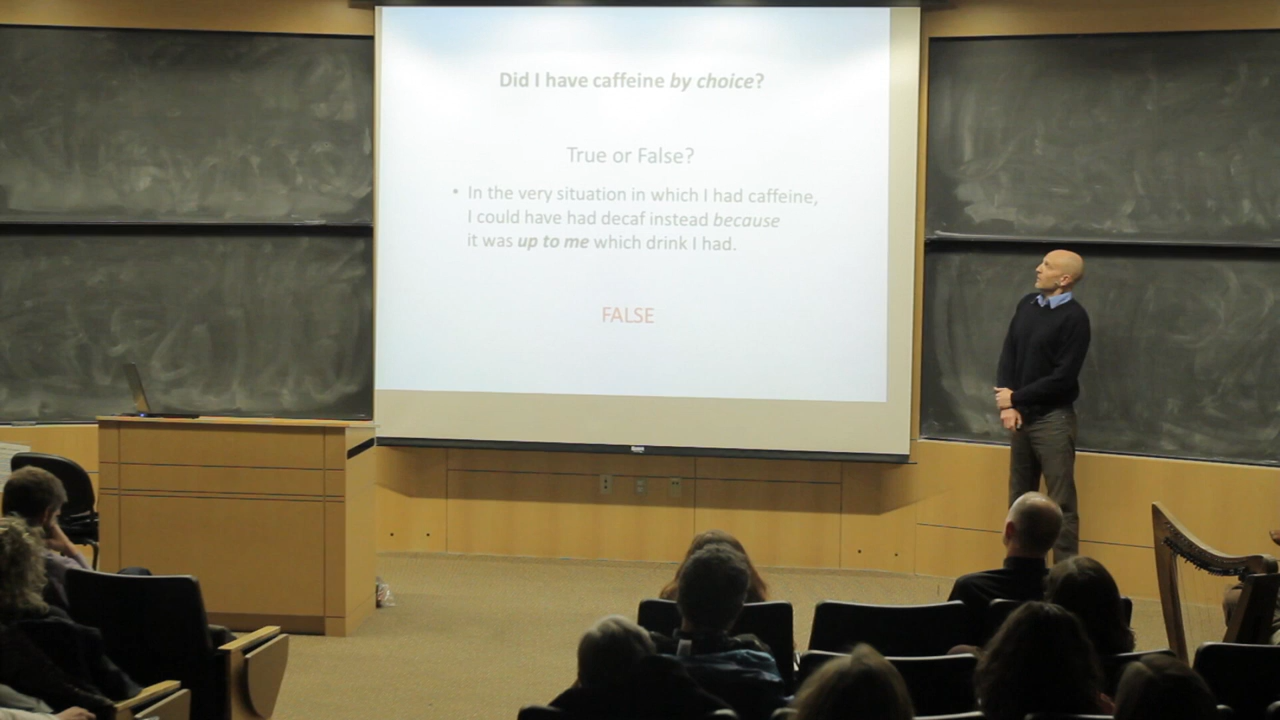 Did I have caffeine by choice?
True or False?
• In the very situation in which I had caffeine,
I could have had decaf instead because
it was up to me which drink I had.
FALSE